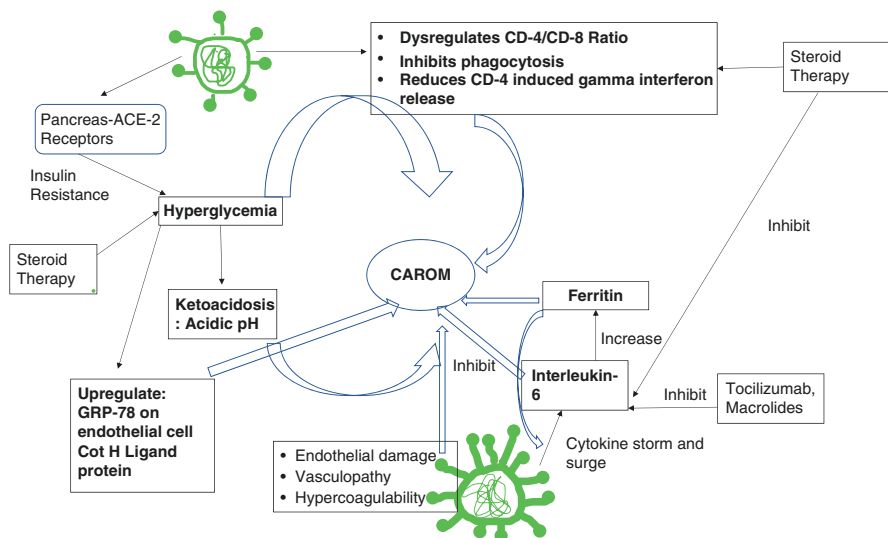 • Dysregulates CD-4/CD-8 Ratio
• Inhibits phagocytosis
• Reduces CD-4 induced gamma interferon
release
Steroid
Therapy
Pancreas-ACE-2
Receptors
Insulin
Resistance
Hyperglycemia
Inhibit
Steroid
Therapy
CAROM
Ketoacidosis
: Acidic pH
Ferritin
Increase
Inhibit
Interleukin-
6
Inhibit
Tocilizumab,
Macrolides
Upregulate:
GRP-78 on
endothelial cell
Cot H Ligand
protein
Cytokine storm and
surge
• Endothelial damage
• Vasculopathy
• Hypercoagulability